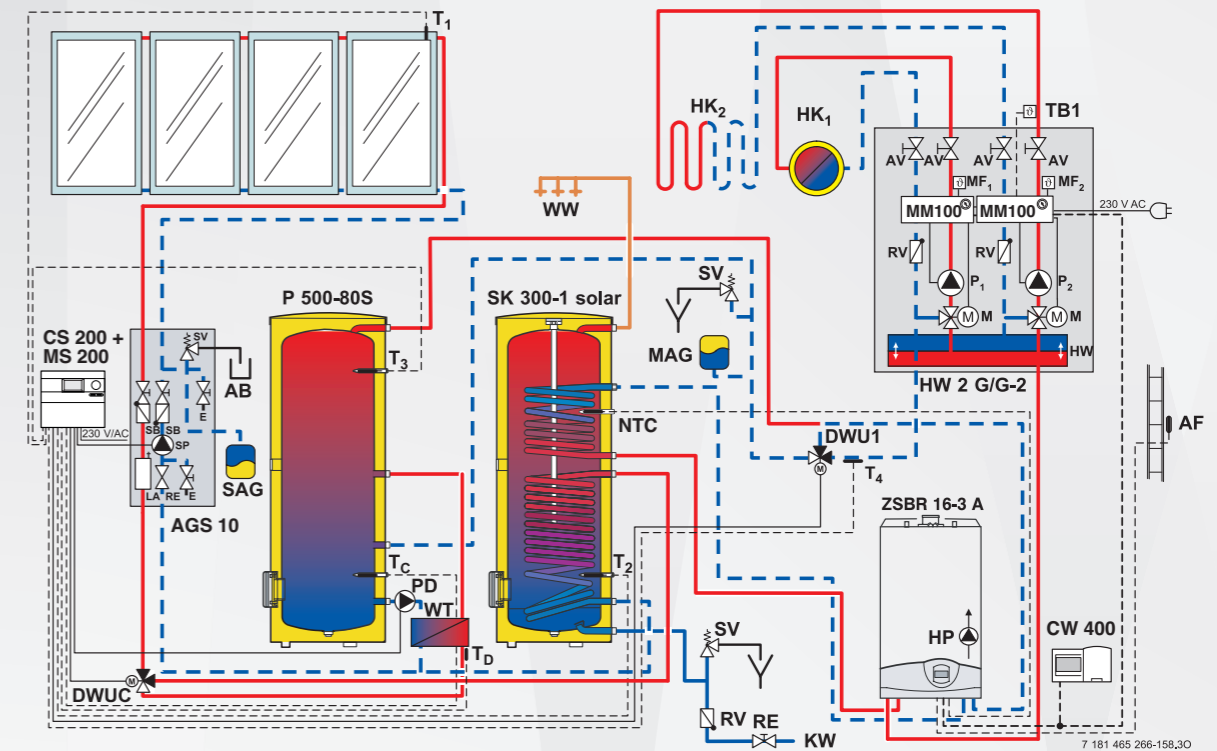 T1
HK2
HK1
TB1
AV
AV
AV
AV
MF1
MF2
MM100
MM100
230 V AC
WW
RV
RV
P1
P2
M
M
M
M
HW
HW 2 G/G-2
SV
MAG
P 500-80S
SK 300-1 solar
CS 200 +
MS 200
SV
AB
T3
E
230 V/AC
SB
SB
SP
SAG
LA
RE
E
AGS 10
NTC
DWU1
M
T4
AF
ZSBR 16-3 A
TC
PD
T2
WT
TD
SV
HP
CW 400
M
DWUC
RV
RE
KW
7 181 465 266-158.3O